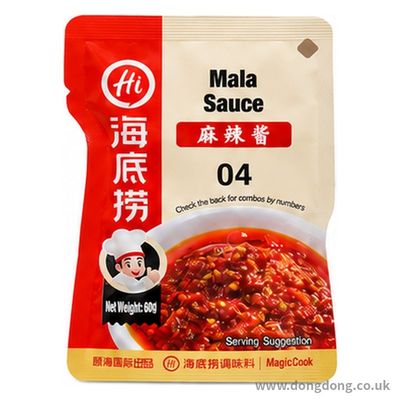 Hi
海底捞
Mala
Sauce
麻辣酱
04
Check the back for combos by numbers
Net Weight: 60g
Serving Suggestion
颐海国际出品
Hi 海底捞调味料
MagicCook
www.dongdong.co.uk